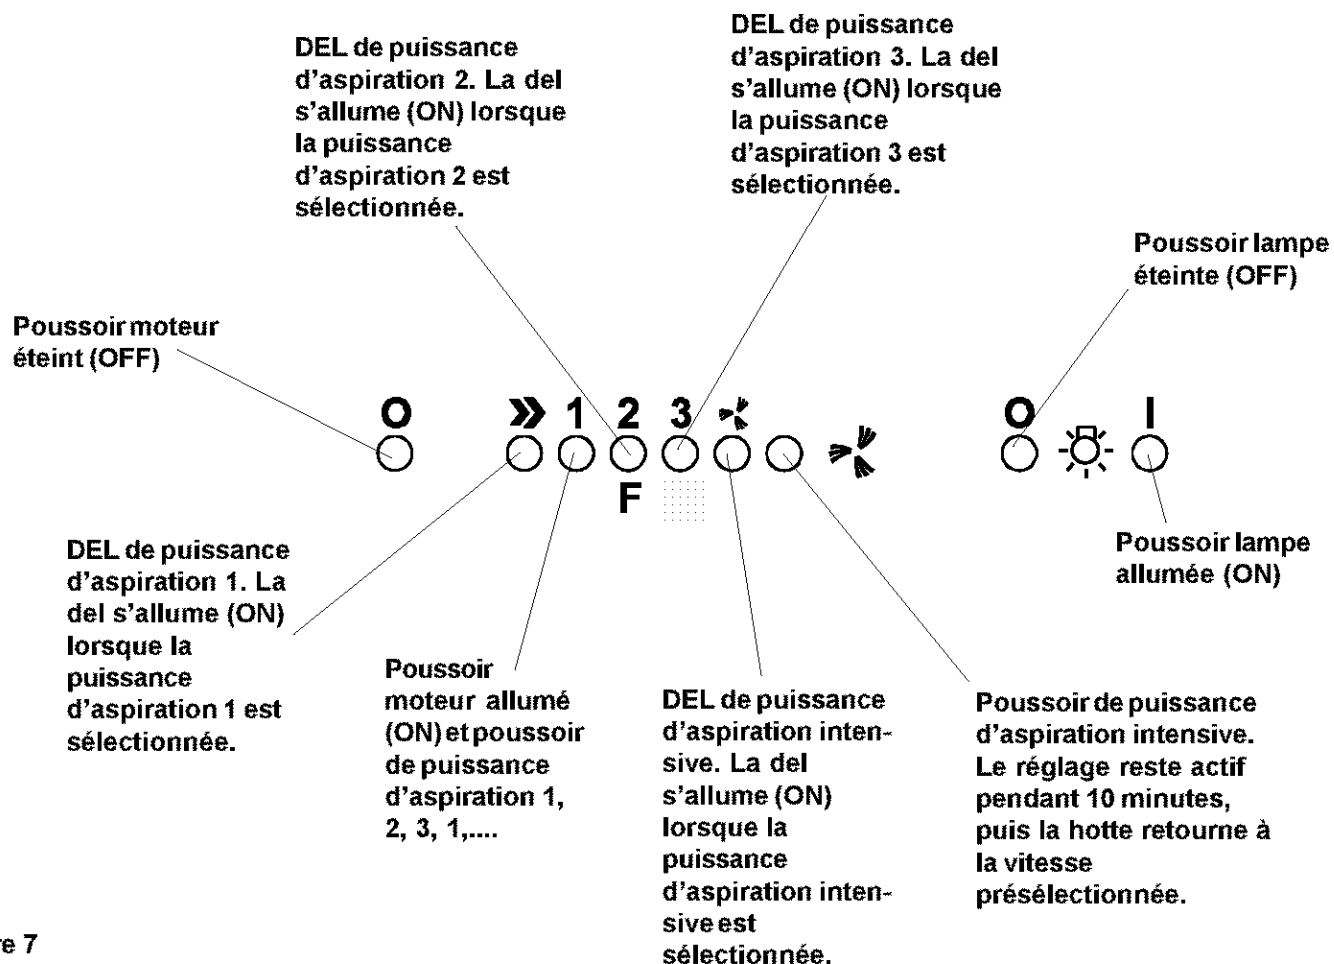 DEL de puissance
d'aspiration 2. La del
s'allume (ON) lorsque
la puissance
d'aspiration 2 est
sélectionnée.
DEL de puissance
d'aspiration 3. La del
s'allume (ON) lorsque
la puissance
d'aspiration 3 est
sélectionnée.
Poussoir lampe
éteinte (OFF)
Poussoir moteur
éteint (OFF)
O 1 2 3 O I
F
DEL de puissance
d'aspiration 1. La
del s'allume (ON)
lorsque la
puissance
d'aspiration 1 est
sélectionnée.
Poussoir
moteur allumé
(ON) et poussoir
de puissance
d'aspiration 1,
2, 3, 1,....
DEL de puissance
d'aspiration inten-
sive. La del
s'allume (ON)
lorsque la
puissance
d'aspiration inten-
sive est
sélectionnée.
Poussoir de puissance
d'aspiration intensive.
Le réglage reste actif
pendant 10 minutes,
puis la hotte retourne à
la vitesse
présélectionnée.
Poussoir lampe
allumée (ON)
re 7